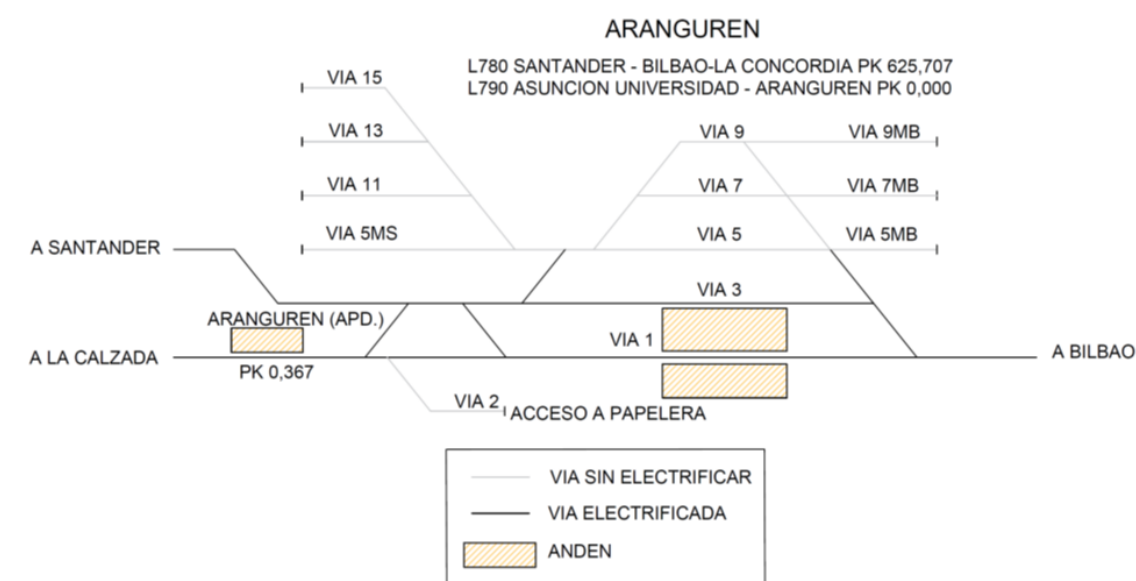 ARANGUREN
L780 SANTANDER - BILBAO-LA CONCORDIA PK 625,707
L790 ASUNCION UNIVERSIDAD - ARANGUREN PK 0,000
VIA 15
VIA 13
VIA 9
VIA 9MB
VIA 11
VIA 7
VIA 7MB
VIA 5MS
VIA 5
VIA 5MB
A SANTANDER
VIA 3
ARANGUREN (APD.)
VIA 1
A LA CALZADA
A BILBAO
PK 0,367
VIA 2
ACCESO A PAPELERA
VIA SIN ELECTRIFICAR
VIA ELECTRIFICADA
ANDEN